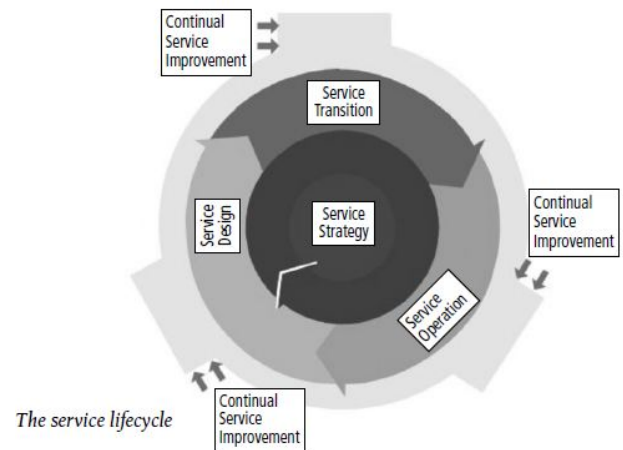 Continual
Service
Improvement
Service
Transition
Service
Design
Service
Strategy
Continual
Service
Improvement
Service
Operation
The service lifecycle
Continual
Service
Improvement